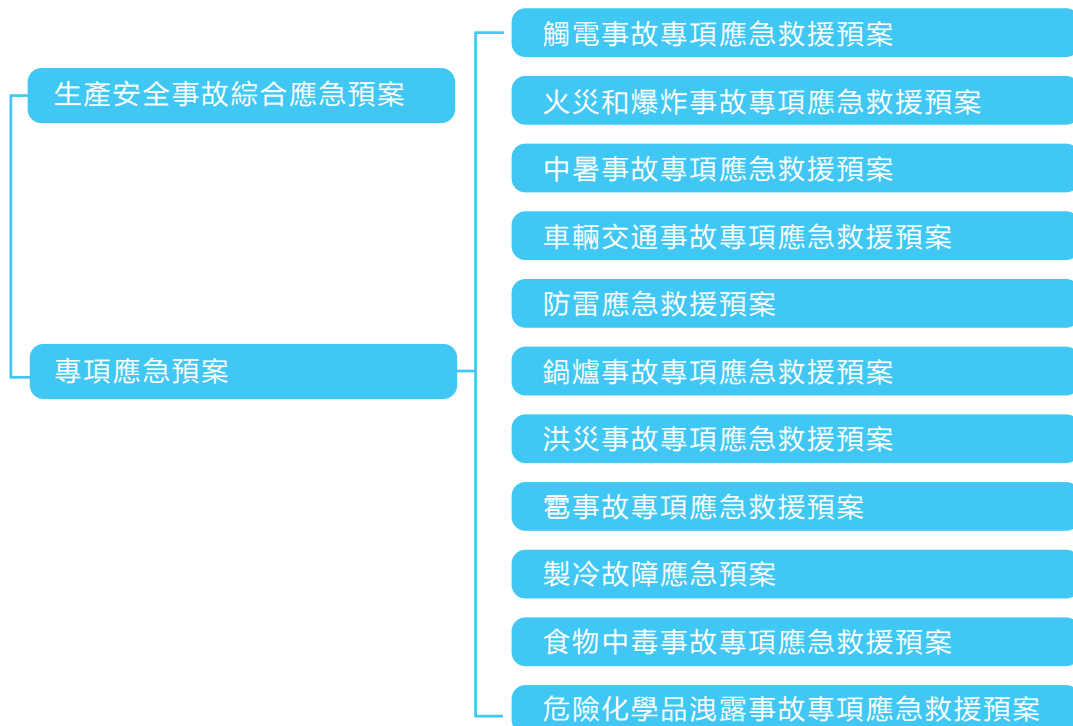 生產安全事故綜合應急預案
專項應急預案
觸電事故專項應急救援預案
火災和爆炸事故專項應急救援預案
中暑事故專項應急救援預案
車輛交通事故專項應急救援預案
防雷應急救援預案
鍋爐事故專項應急救援預案
洪災事故專項應急救援預案
雹事故專項應急救援預案
製冷故障應急預案
食物中毒事故專項應急救援預案
危險化學品洩露事故專項應急救援預案